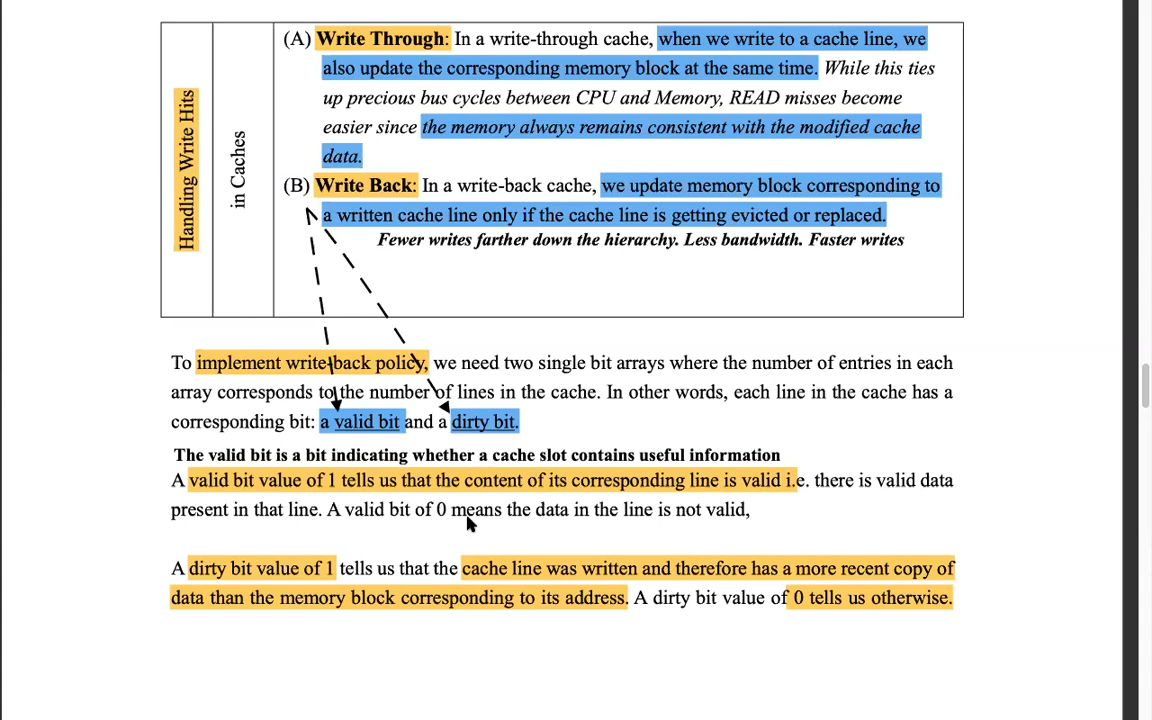 Handling Write Hits
in Caches
(A) Write Through: In a write-through cache, when we write to a cache line, we
also update the corresponding memory block at the same time. While this ties
up precious bus cycles between CPU and Memory, READ misses become
easier since the memory always remains consistent with the modified cache
data.
(B) Write Back: In a write-back cache, we update memory block corresponding to
a written cache line only if the cache line is getting evicted or replaced.
Fewer writes farther down the hierarchy. Less bandwidth. Faster writes
To implement write-back policy, we need two single bit arrays where the number of entries in each
array corresponds to the number of lines in the cache. In other words, each line in the cache has a
corresponding bit: a valid bit and a dirty bit.
The valid bit is a bit indicating whether a cache slot contains useful information
A valid bit value of 1 tells us that the content of its corresponding line is valid i.e. there is valid data
present in that line. A valid bit of 0 means the data in the line is not valid,
A dirty bit value of 1 tells us that the cache line was written and therefore has a more recent copy of
data than the memory block corresponding to its address. A dirty bit value of 0 tells us otherwise.